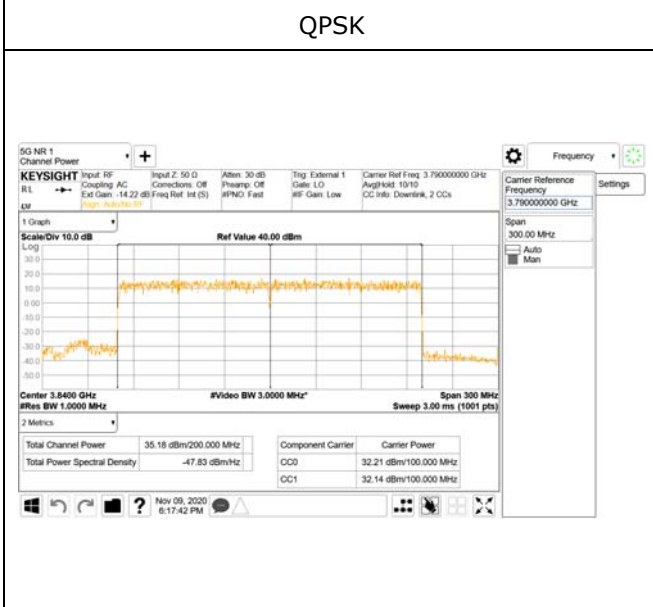 QPSK
5G NR 1
Channel Power
+
Frequency
KEYSIGHT Input: RF Input Z: 50 Ω Atten: 30 dB Trig: External 1 Carrier Ref Freq: 3.790000000 GHz
RL Coupling: AC Corrections: Off Preamp: Off Gate: LO Avg|Hold: 10/10
Ext Gain: -14.22 dB Freq Ref: Int (S) #PNO: Fast #IF Gain: Low CC Info: Downlink, 2 CCs
Align: Auto/No RF
Carrier Reference
Frequency
3.790000000 GHz
Settings
Span
300.00 MHz
Auto
Man
1 Graph
Scale/Div 10.0 dB Ref Value 40.00 dBm
Log
30.0
20.0
10.0
0.00
-10.0
-20.0
-30.0
-40.0
-50.0
Center 3.8400 GHz #Video BW 3.0000 MHz* Span 300 MHz
#Res BW 1.0000 MHz Sweep 3.00 ms (1001 pts)
2 Metrics
Total Channel Power 35.18 dBm/200.000 MHz Component Carrier Carrier Power
Total Power Spectral Density -47.83 dBm/Hz CC0 32.21 dBm/100.000 MHz
CC1 32.14 dBm/100.000 MHz
? Nov 09, 2020
6:17:42 PM